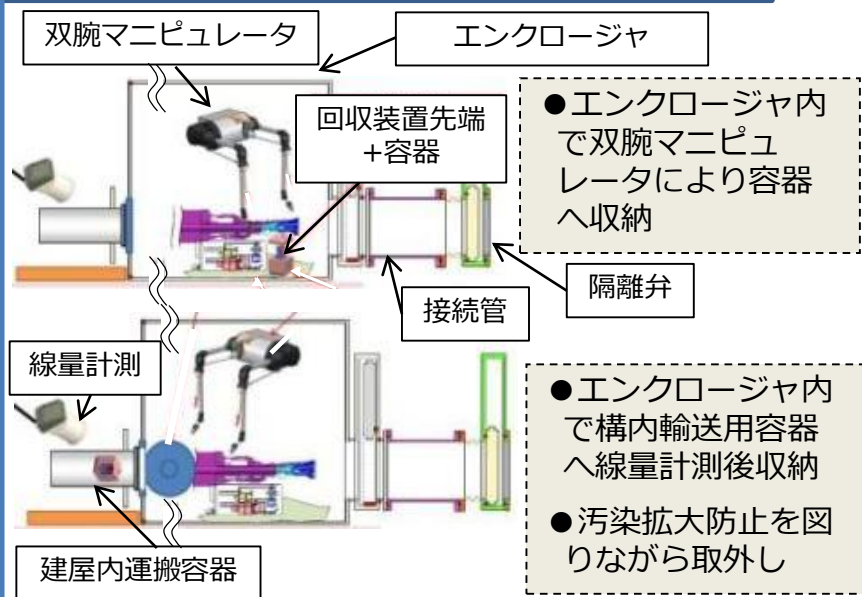 双腕マニピュレータ
エンクロージャ
回収装置先端
+容器
●エンクロージャ内
で双腕マニピュ
レータにより容器
へ収納
隔離弁
接続管
線量計測
●エンクロージャ内
で構内輸送用容器
へ線量計測後収納
●汚染拡大防止を図
りながら取外し
建屋内運搬容器